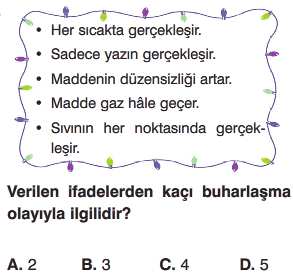 • Her sıcakta gerçekleşir.
• Sadece yazın gerçekleşir.
• Maddenin düzensizliği artar.
• Madde gaz hâle geçer.
• Sıvının her noktasında gerçek-
leşir.
Verilen ifadelerden kaçı buharlaşma
olayıyla ilgilidir?
A. 2 B. 3 C. 4 D. 5